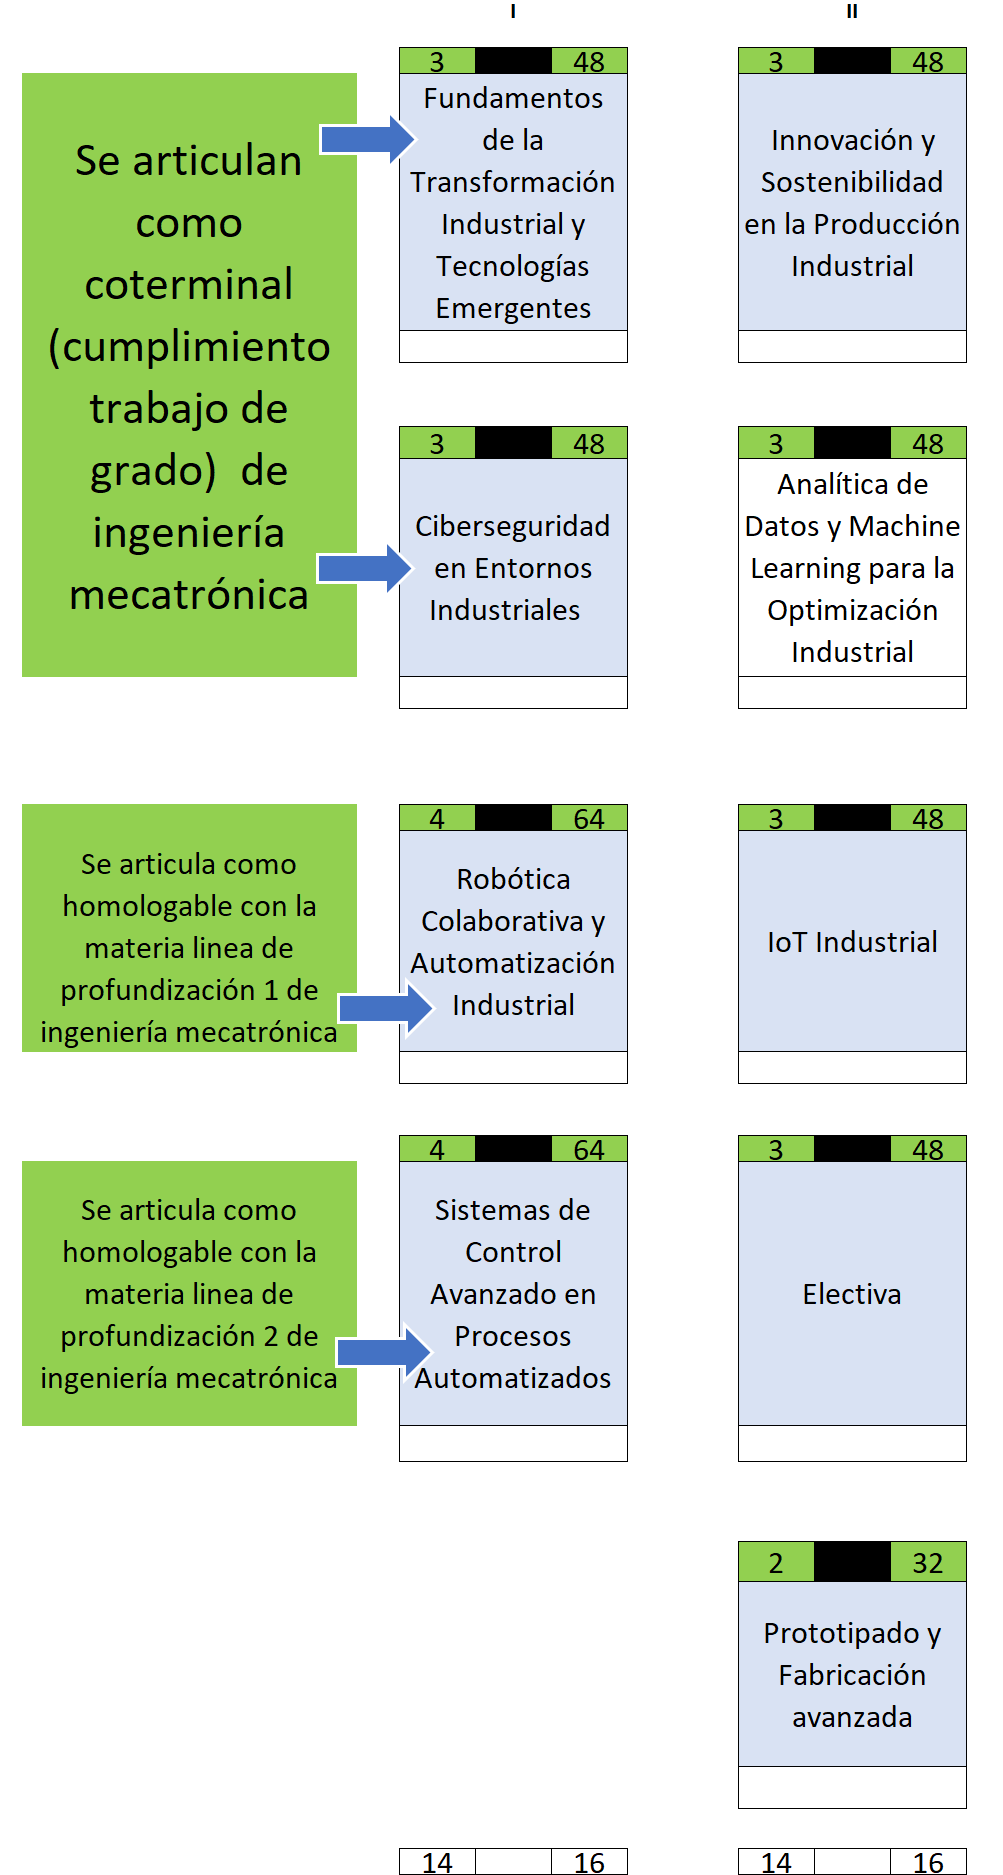 I
II
Se articulan
como
coterminal
(cumplimiento
trabajo de
grado)  de
ingeniería
mecatrónica
3 48
Fundamentos
de la
Transformación
Industrial y
Tecnologías
Emergentes
3 48
Innovación y
Sostenibilidad
en la Producción
Industrial
3 48
Ciberseguridad
en Entornos
Industriales
3 48
Analítica de
Datos y Machine
Learning para la
Optimización
Industrial
Se articula como
homologable con la
materia linea de
profundización 1 de
ingeniería mecatrónica
4 64
Robótica
Colaborativa y
Automatización
Industrial
3 48
IoT Industrial
Se articula como
homologable con la
materia linea de
profundización 2 de
ingeniería mecatrónica
4 64
Sistemas de
Control
Avanzado en
Procesos
Automatizados
3 48
Electiva
2 32
Prototipado y
Fabricación
avanzada
14 16
14 16